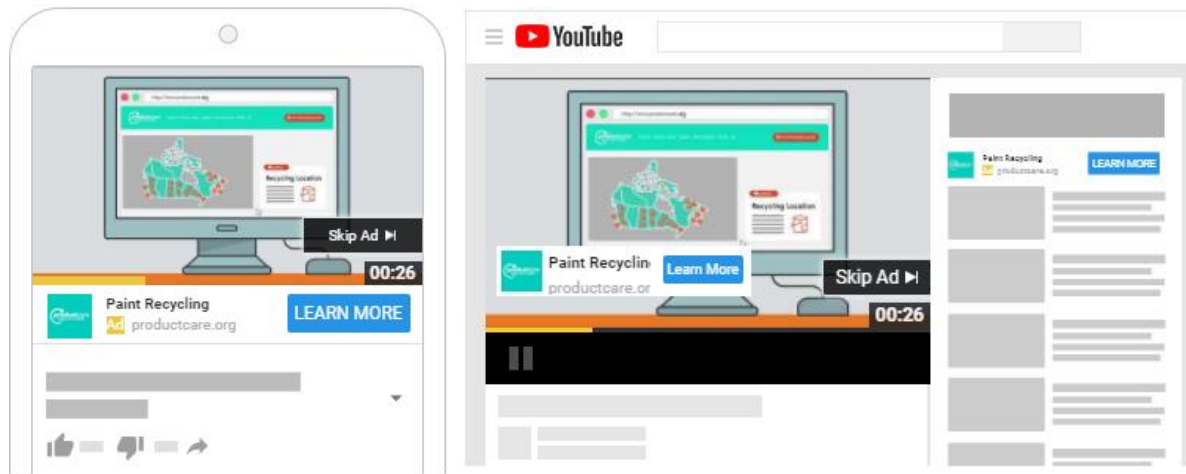 Recycling Location
Skip Ad
00:26
Paint Recycling
Ad productcare.org
LEARN MORE
YouTube
Recycling Location
Paint Recyclin
productcare.or
Learn More
Skip Ad
00:26
Paint Recycling
Ad productcare.org
LEARN MORE